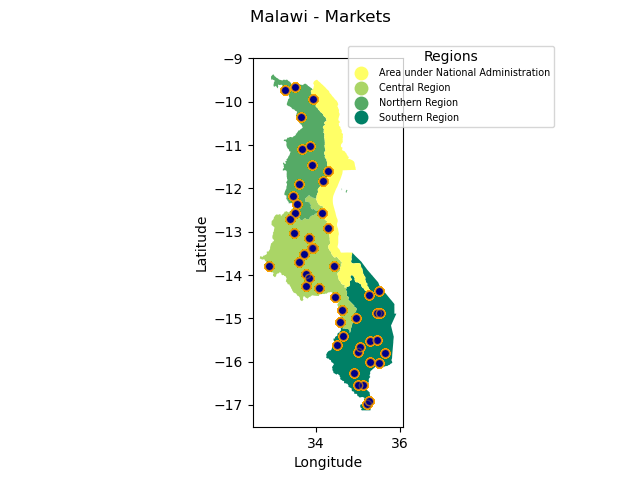 Malawi - Markets
Regions
Area under National Administration
Central Region
Northern Region
Southern Region
−9
−10
−11
−12
−13
−14
−15
−16
−17
Latitude
34
36
Longitude